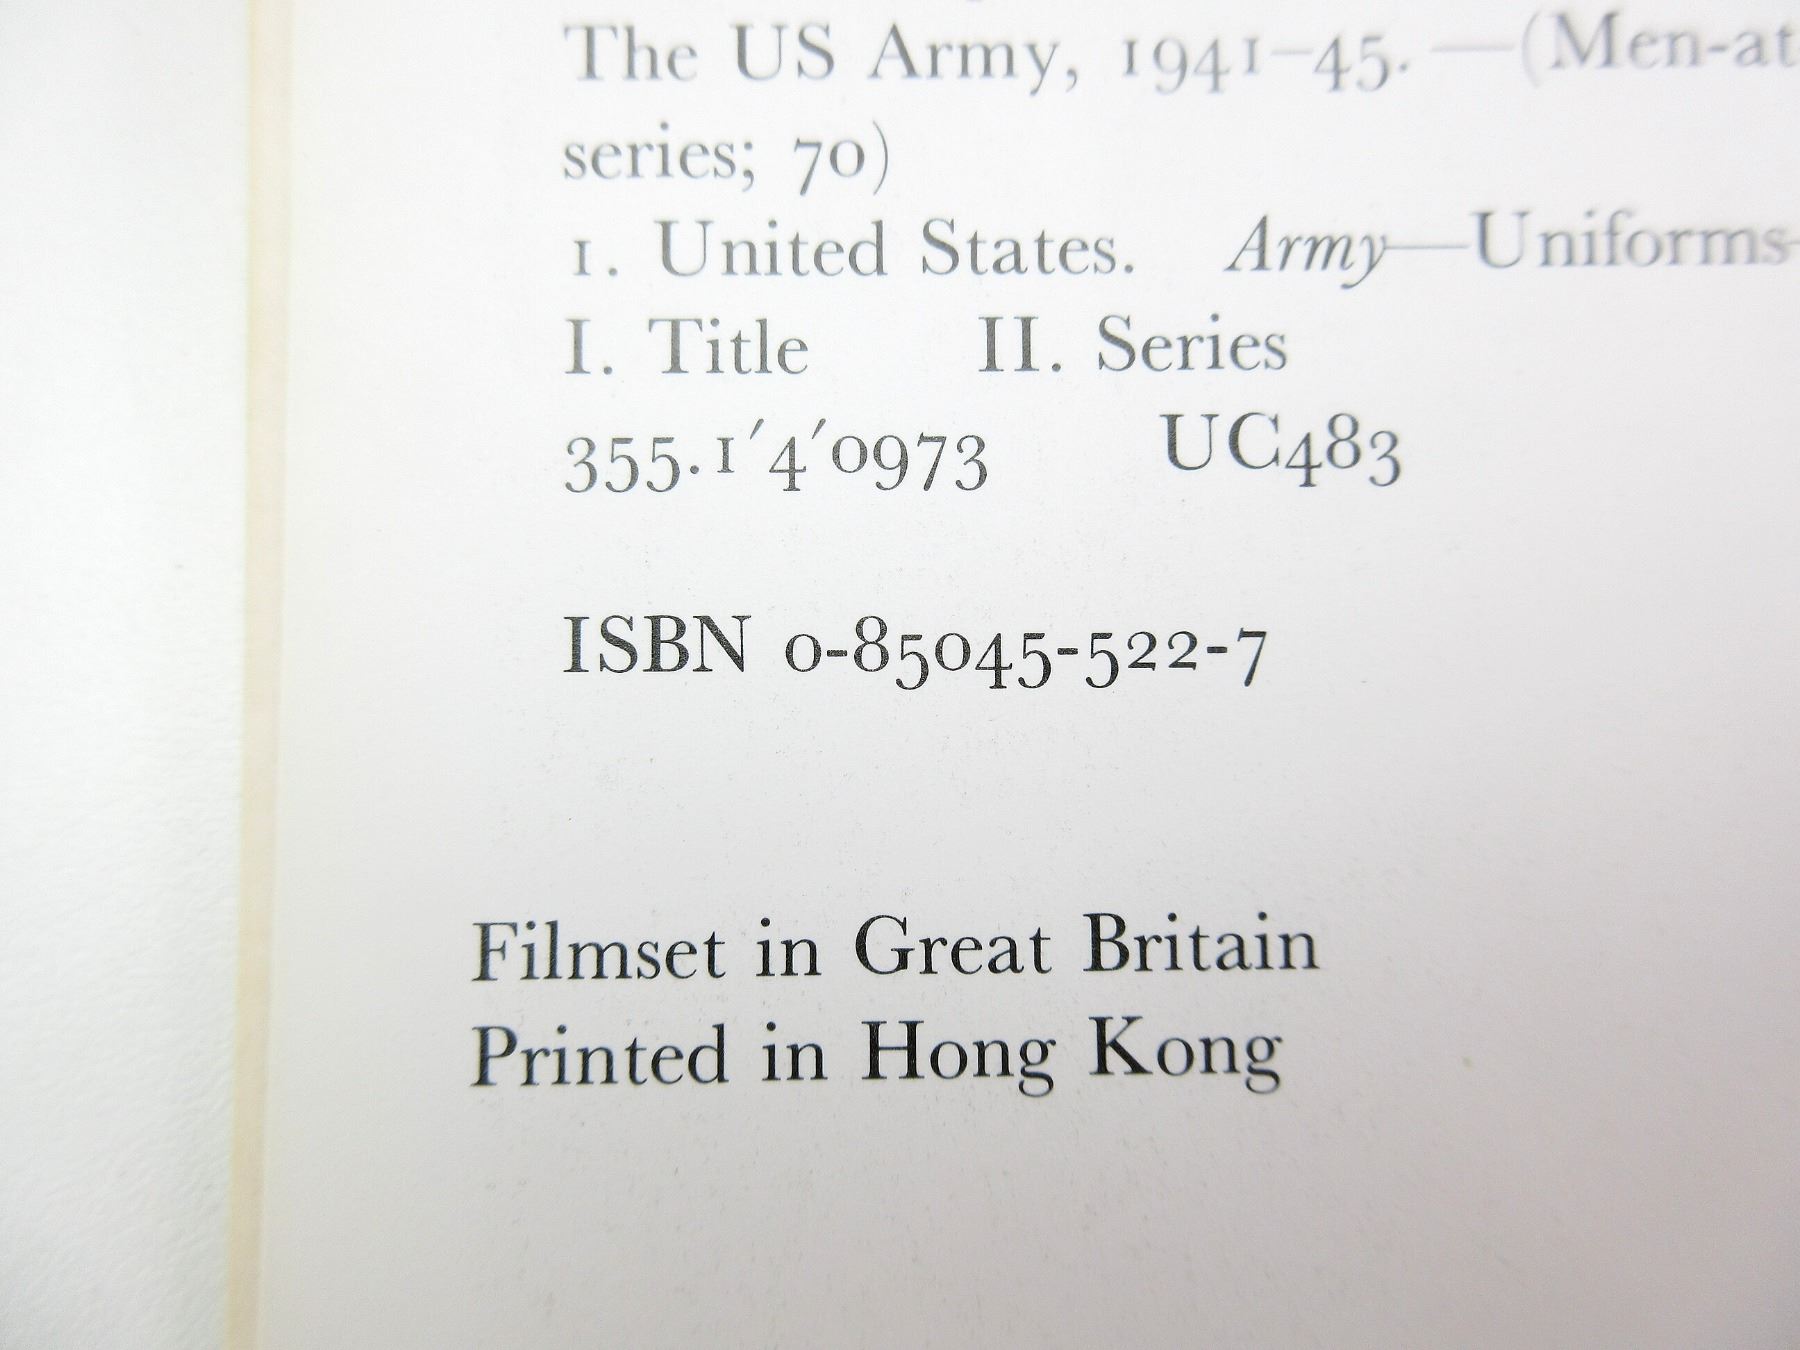 The US Army, 1941–45. —(Men-at-
series; 70)
1. United States. Army—Uniforms—
I. Title II. Series
355.1′4′0973 UC483
ISBN 0-85045-522-7
Filmset in Great Britain
Printed in Hong Kong